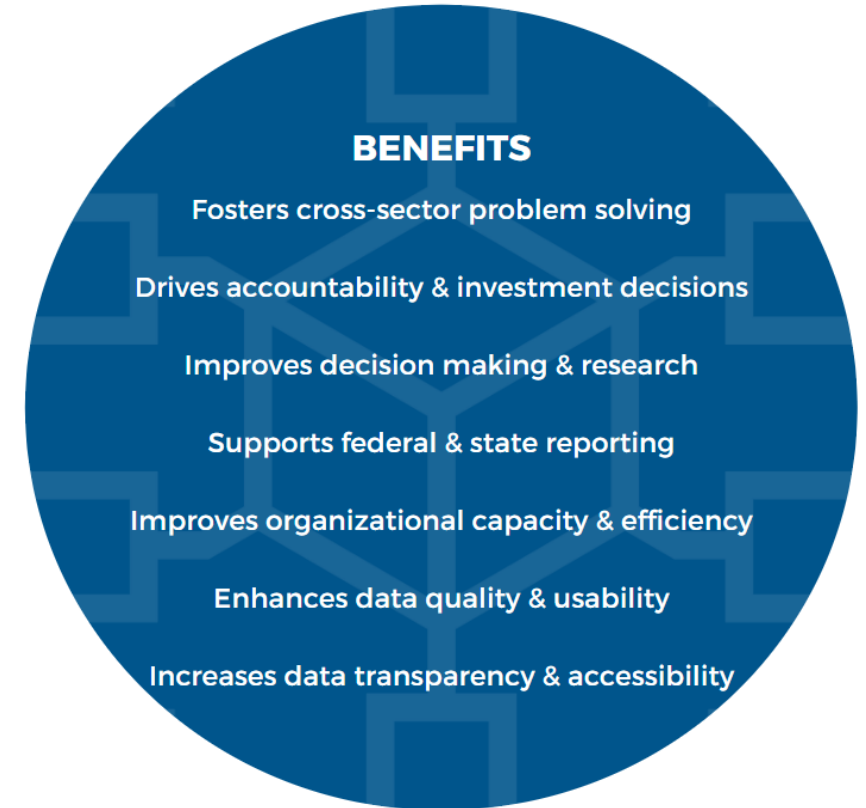 BENEFITS
Fosters cross-sector problem solving
Drives accountability & investment decisions
Improves decision making & research
Supports federal & state reporting
Improves organizational capacity & efficiency
Enhances data quality & usability
Increases data transparency & accessibility